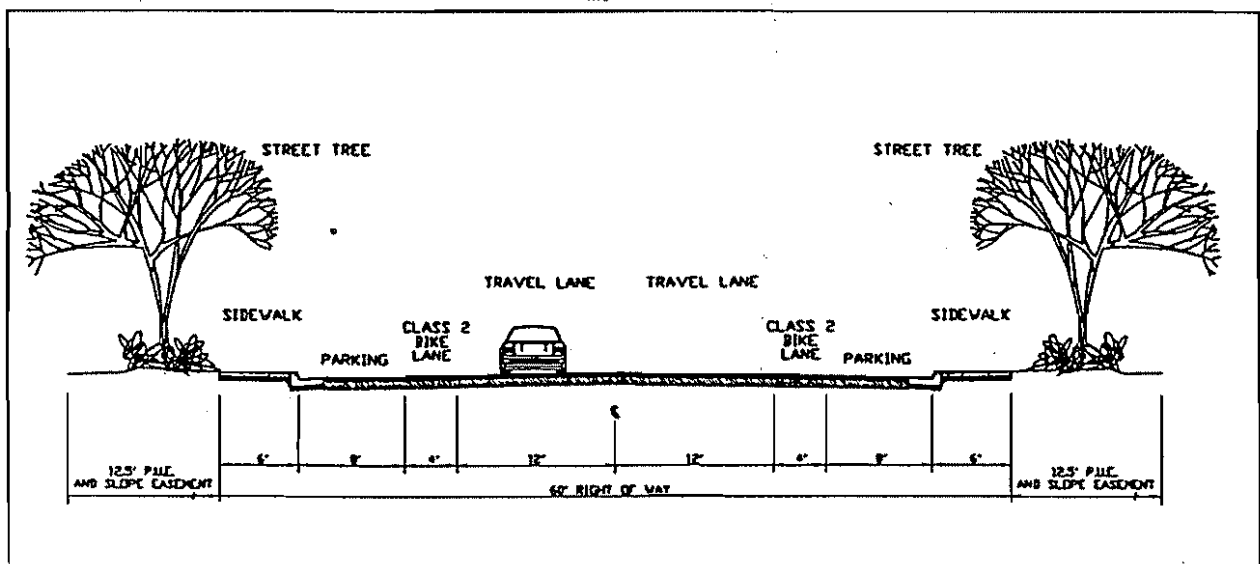 STREET TREE
STREET TREE
TRAVEL LANE
TRAVEL LANE
SIDEWALK
SIDEWALK
CLASS 2
BIKE
LANE
CLASS 2
BIKE
LANE
PARKING
PARKING
℄
6'
8'
4'
12'
12'
4'
8'
6'
12.5' P.U.E.
AND SLOPE EASEMENT
12.5' P.U.E.
AND SLOPE EASEMENT
60' RIGHT OF WAY